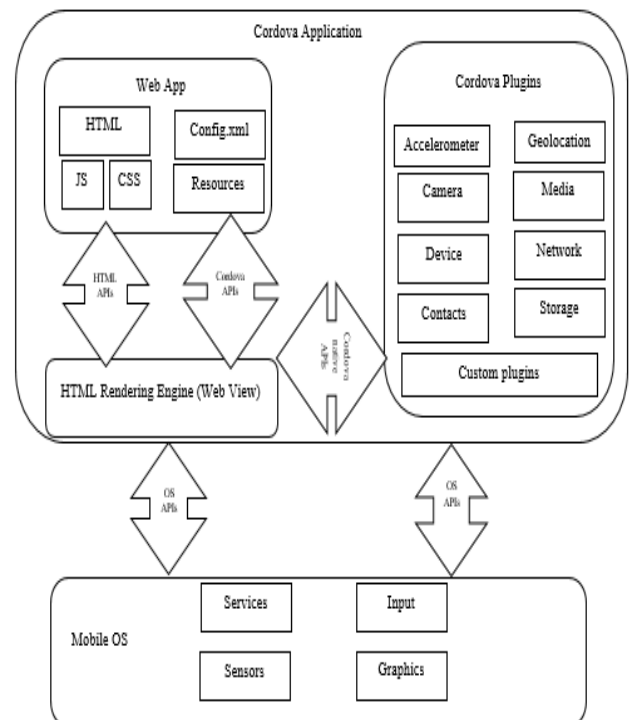 Cordova Application
Web App
HTML
Config.xml
JS
CSS
Resources
Cordova Plugins
Accelerometer
Geolocation
Camera
Media
Device
Network
Contacts
Storage
Custom plugins
HTML
APIs
Cordova
APIs
Cordova
native
APIs
HTML Rendering Engine (Web View)
OS
APIs
OS
APIs
Mobile OS
Services
Input
Sensors
Graphics